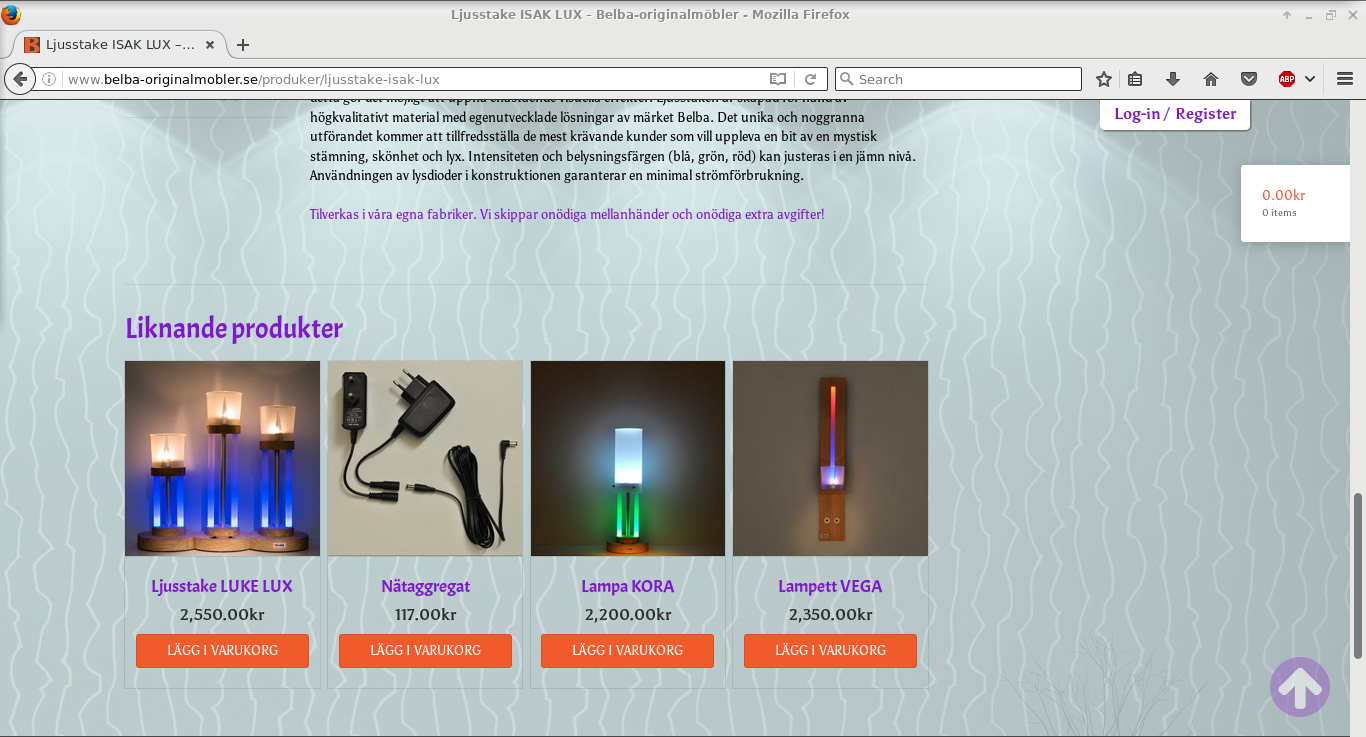 Ljusstake ISAK LUX – Belba-originalmöbler - Mozilla Firefox
Ljusstake ISAK LUX –...
www.belba-originalmobler.se/produker/ljusstake-isak-lux
Search
ABP
Log-in / Register
0.00kr
0 items
högkvalitativt material med egenutvecklade lösningar av märket Belba. Det unika och noggranna
utförandet kommer att tillfredsställa de mest krävande kunder som vill uppleva en bit av en mystisk
stämning, skönhet och lyx. Intensiteten och belysningsfärgen (blå, grön, röd) kan justeras i en jämn nivå.
Användningen av lysdioder i konstruktionen garanterar en minimal strömförbrukning.
Tilverkas i våra egna fabriker. Vi skippar onödiga mellanhänder och onödiga extra avgifter!
Liknande produkter
Ljusstake LUKE LUX
2,550.00kr
LÄGG I VARUKORG
Nätaggregat
117.00kr
LÄGG I VARUKORG
Lampa KORA
2,200.00kr
LÄGG I VARUKORG
Lampett VEGA
2,350.00kr
LÄGG I VARUKORG